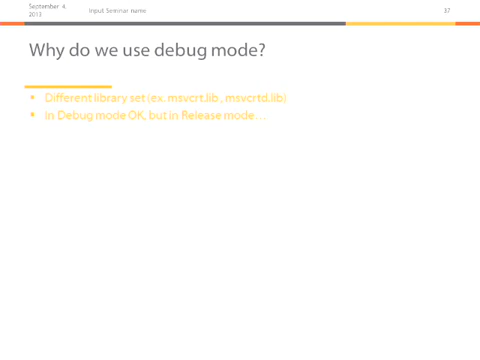 September 4,
2013
Input Seminar name
37
Why do we use debug mode?
• Different library set (ex. msvcrt.lib, msvcrtd.lib)
• In Debug mode OK, but in Release mode…